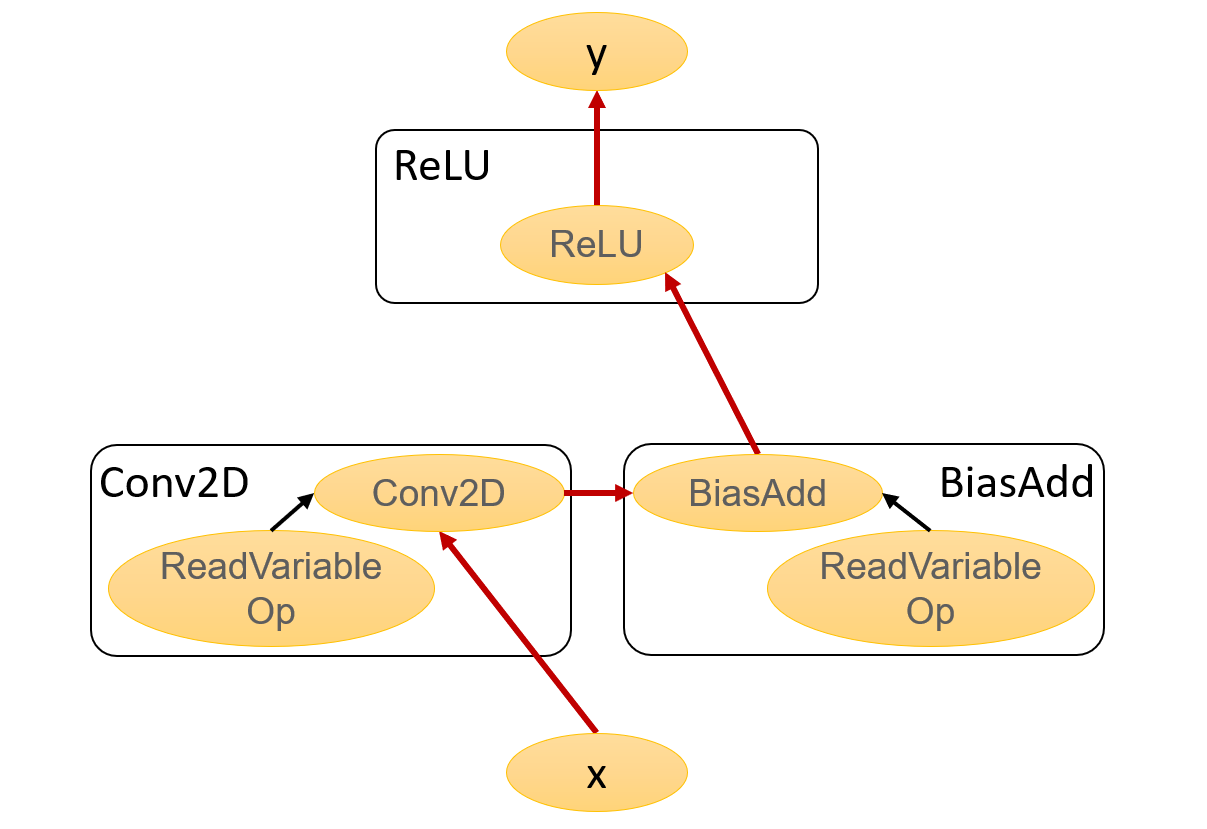 y
ReLU
ReLU
Conv2D
Conv2D
ReadVariable
Op
BiasAdd
BiasAdd
ReadVariable
Op
x